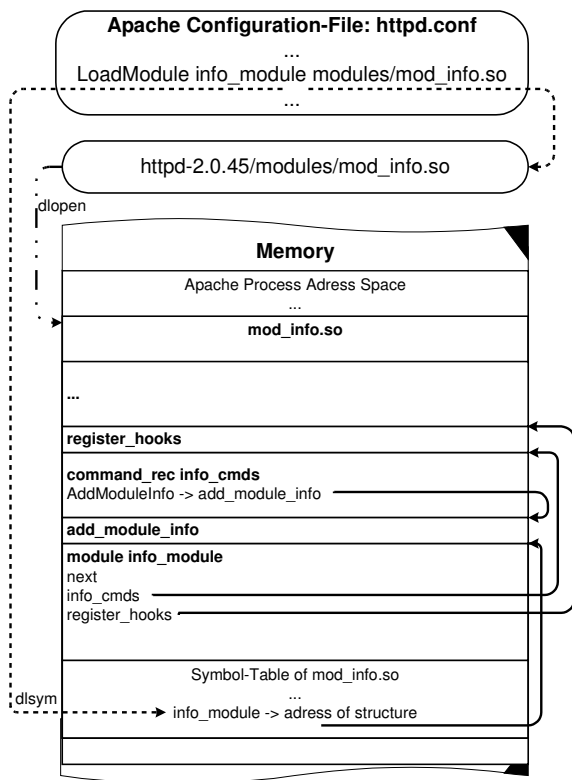 Apache Configuration-File: httpd.conf
...
LoadModule info_module modules/mod_info.so
...
httpd-2.0.45/modules/mod_info.so
dlopen
Memory
Apache Process Adress Space
...
mod_info.so
...
register_hooks
command_rec info_cmds
AddModuleInfo -> add_module_info
add_module_info
module info_module
next
info_cmds
register_hooks
Symbol-Table of mod_info.so
...
dlsym
info_module -> adress of structure